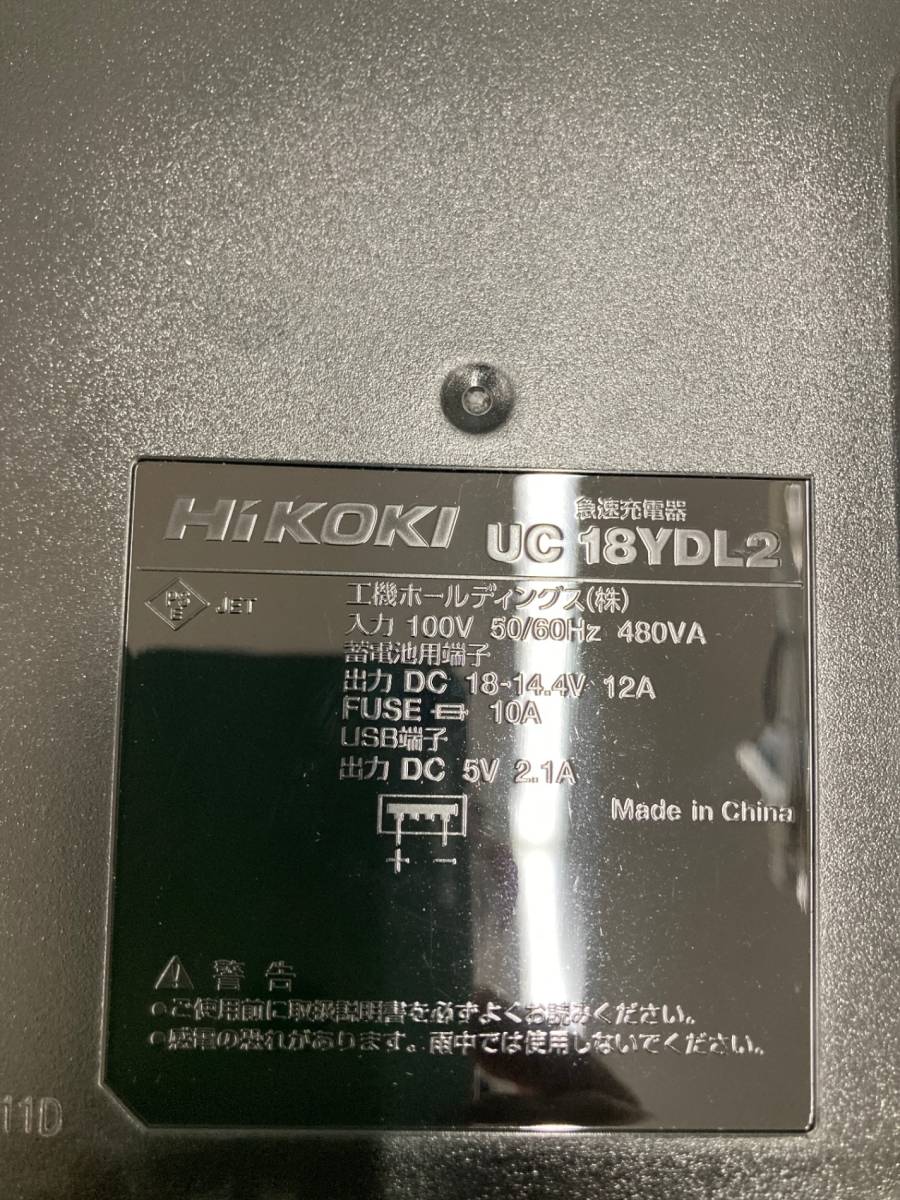 HiKOKI 急速充電器
UC 18YDL2
PS
E JET
工機ホールディングス(株)
入力 100V 50/60Hz 480VA
蓄電池用端子
出力 DC 18-14.4V 12A
FUSE 10A
USB端子
出力 DC 5V 2.1A
Made in China
+ −
警告
●ご使用前に取扱説明書を必ずよくお読みください。
●感電の恐れがあります。雨中では使用しないでください。
11D